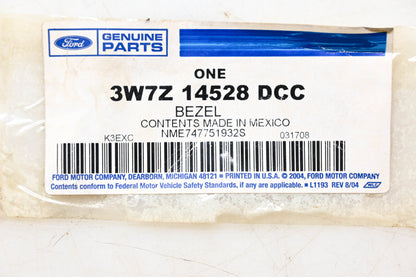 Ford GENUINE PARTS
ONE
3W7Z 14528 DCC
BEZEL
CONTENTS MADE IN MEXICO
NME747751932S
K3EXC 031708
FORD MOTOR COMPANY, DEARBORN, MICHIGAN 48121 ■ PRINTED IN U.S.A. © 2004, FORD MOTOR COMPANY
Contents conform to Federal Motor Vehicle Safety Standards, if any are applicable. ■ L1193 REV 8/04